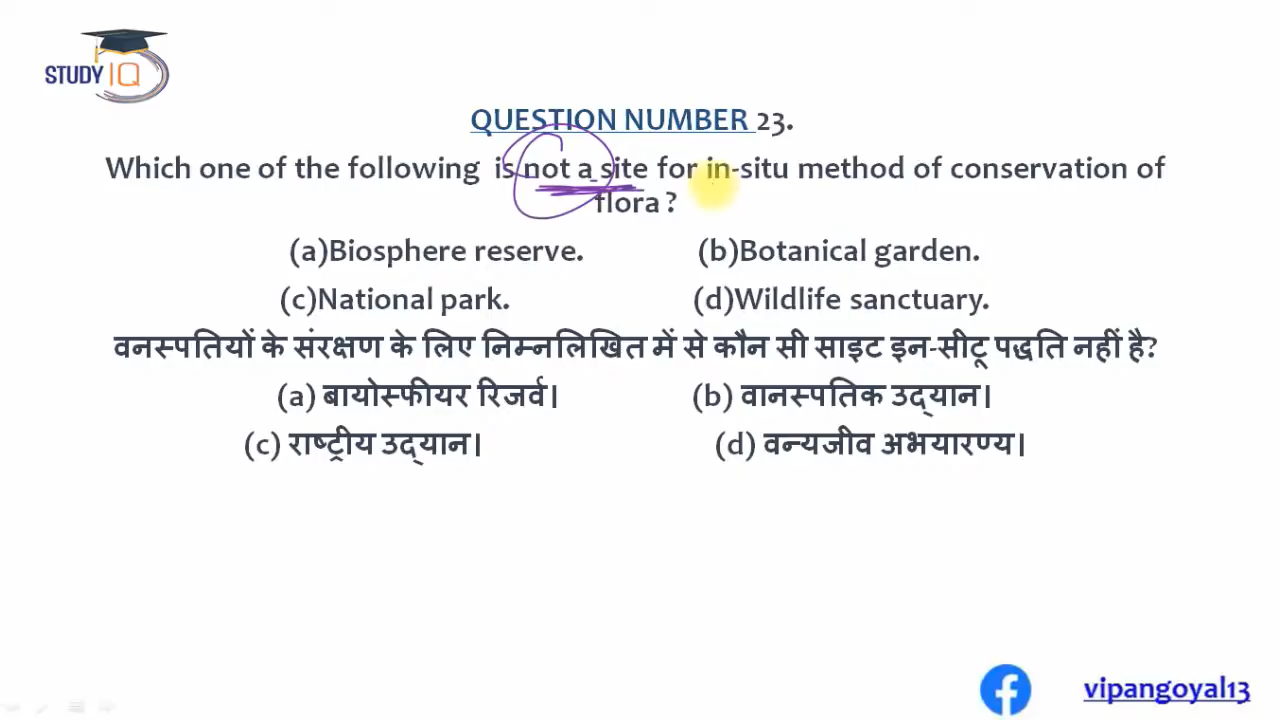 STUDY IQ
QUESTION NUMBER 23.
Which one of the following is not a site for in-situ method of conservation of
flora ?
(a)Biosphere reserve. (b)Botanical garden.
(c)National park. (d)Wildlife sanctuary.
वनस्पतियों के संरक्षण के लिए निम्नलिखित में से कौन सी साइट इन-सीटू पद्धति नहीं है?
(a) बायोस्फीयर रिजर्व। (b) वानस्पतिक उद्यान।
(c) राष्ट्रीय उद्यान। (d) वन्यजीव अभयारण्य।
vipangoyal13